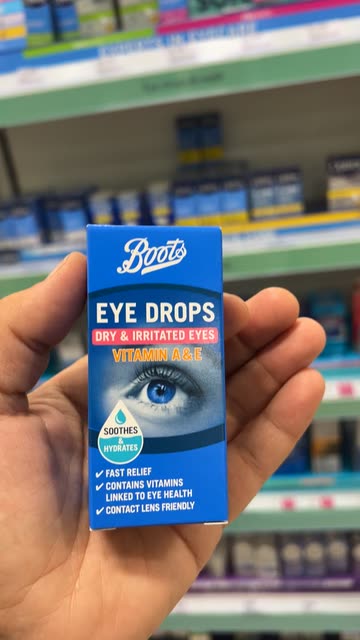 Boots
EYE DROPS
DRY & IRRITATED EYES
VITAMIN A & E
SOOTHES
& HYDRATES
✓ FAST RELIEF
✓ CONTAINS VITAMINS
LINKED TO EYE HEALTH
✓ CONTACT LENS FRIENDLY